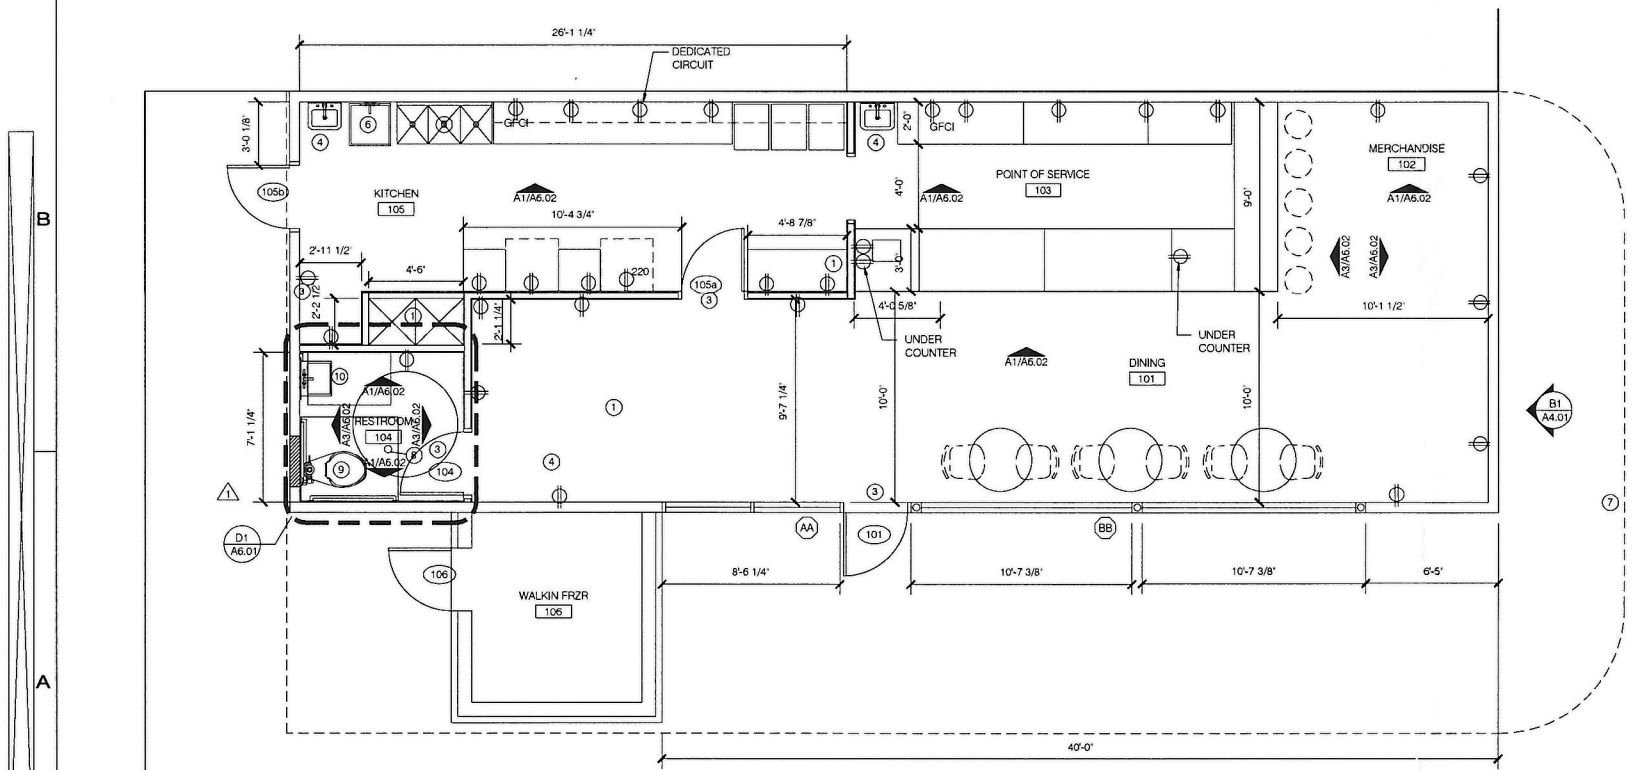 26'-1 1/4"
DEDICATED
CIRCUIT
3'-0 1/8"
4
6
GFCI
4
2'-0"
GFCI
MERCHANDISE
102
B
105b
KITCHEN
105
A1/A6.02
10'-4 3/4"
4'-8 7/8"
4'-0"
A1/A6.02
POINT OF SERVICE
103
9'-0"
A1/A6.02
2'-11 1/2"
4'-6"
220
105a
3
1
3'-0"
A3/A6.02
A3/A6.02
3
2'-2 1/2"
1
2'-1 1/4"
4'-0 5/8"
10'-1 1/2"
UNDER
COUNTER
UNDER
COUNTER
A1/A6.02
DINING
101
10
A1/A6.02
7'-1 1/4"
A3/A6.02
RESTROOM
104
A3/A6.02
1
9'-7 1/4"
10'-0"
10'-0"
B1
A4.01
8
3
A1/A6.02
9
104
4
1
3
7
D1
A6.01
AA
101
BB
106
8'-6 1/4"
10'-7 3/8"
10'-7 3/8"
6'-5"
WALKIN FRZR
106
A
40'-0"